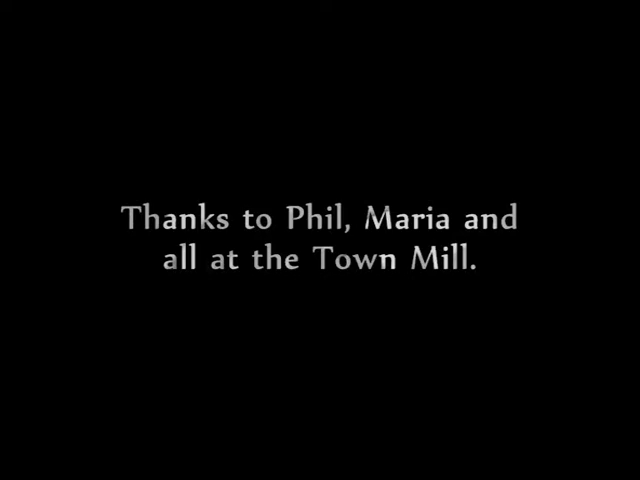 Thanks to Phil, Maria and
all at the Town Mill.